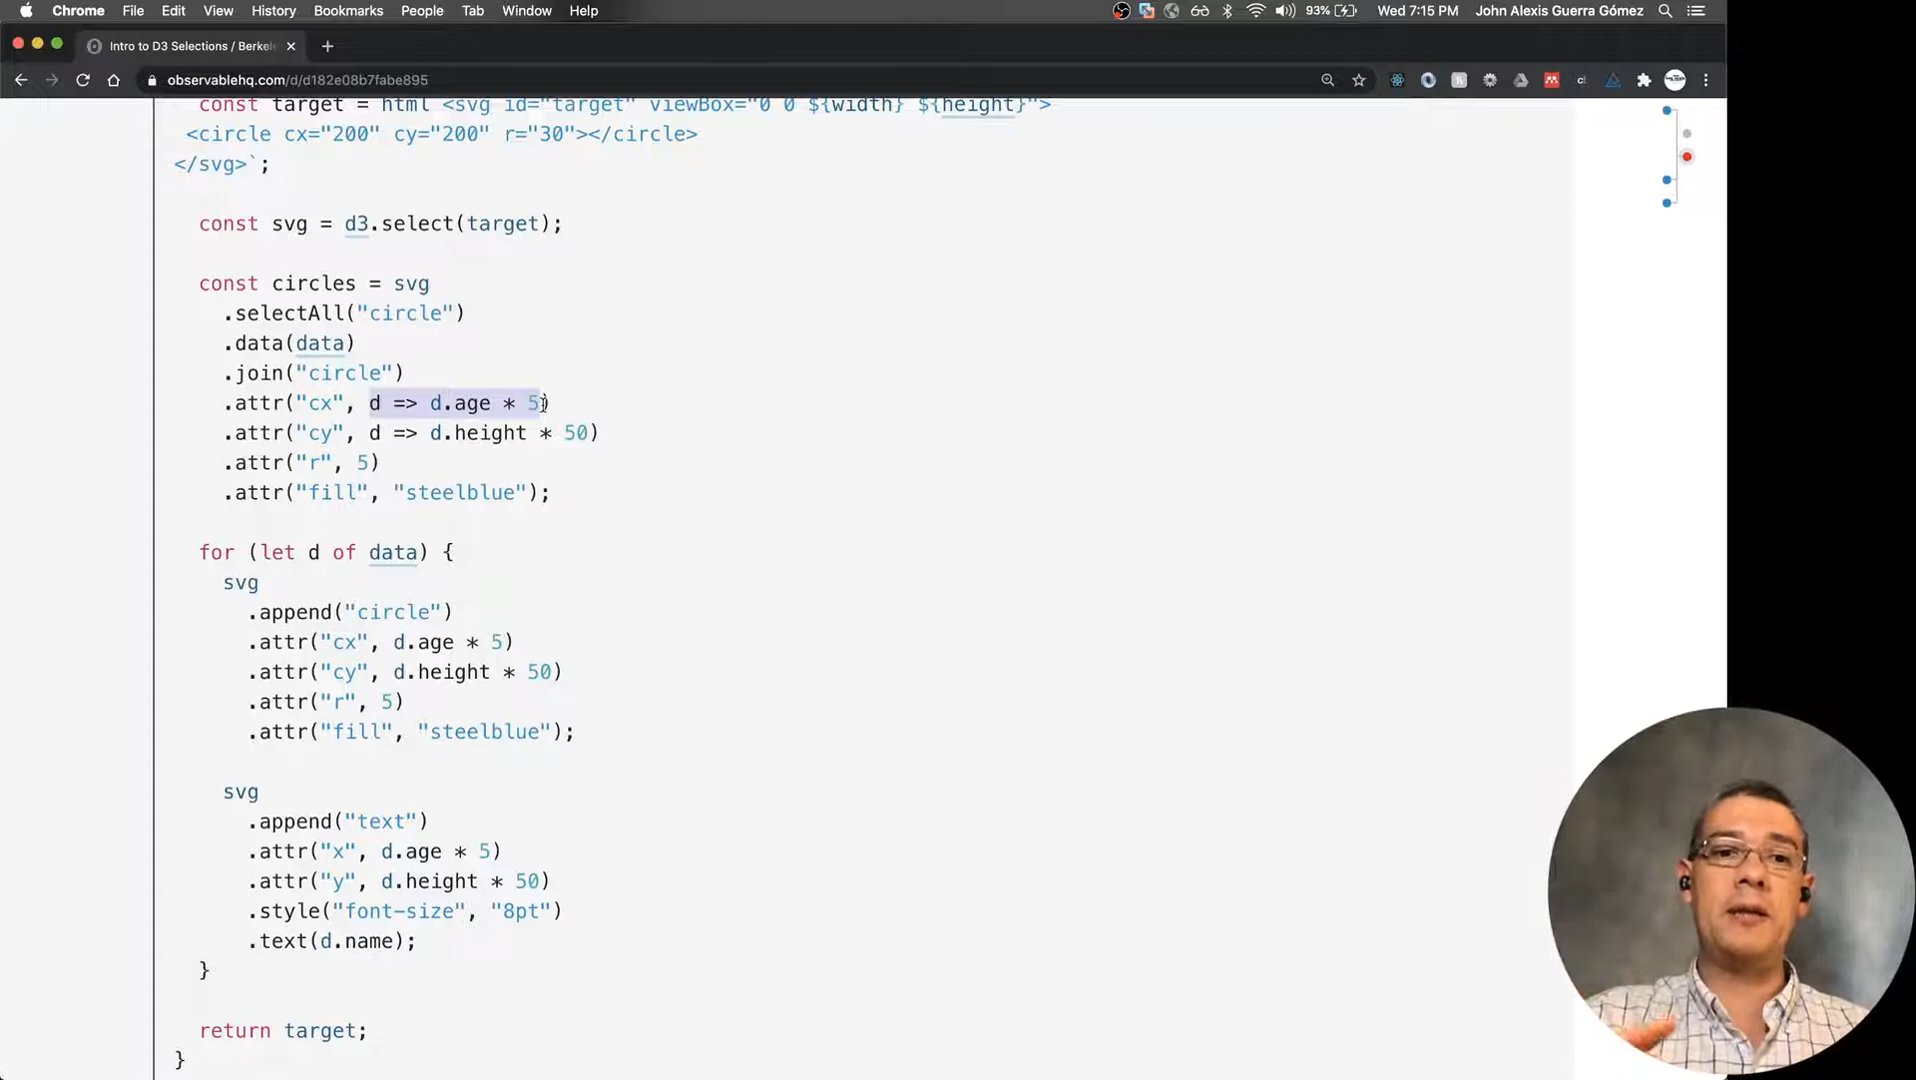 Chrome File Edit View History Bookmarks People Tab Window Help 93% Wed 7:15 PM John Alexis Guerra Gómez
Intro to D3 Selections / Berkel
observablehq.com/d/d182e08b7fabe895
const target = html`<svg id="target" viewBox="0 0 ${width} ${height}">
<circle cx="200" cy="200" r="30"></circle>
</svg>`;
const svg = d3.select(target);
const circles = svg
.selectAll("circle")
.data(data)
.join("circle")
.attr("cx", d => d.age * 5)
.attr("cy", d => d.height * 50)
.attr("r", 5)
.attr("fill", "steelblue");
for (let d of data) {
svg
.append("circle")
.attr("cx", d.age * 5)
.attr("cy", d.height * 50)
.attr("r", 5)
.attr("fill", "steelblue");
svg
.append("text")
.attr("x", d.age * 5)
.attr("y", d.height * 50)
.style("font-size", "8pt")
.text(d.name);
}
return target;
}